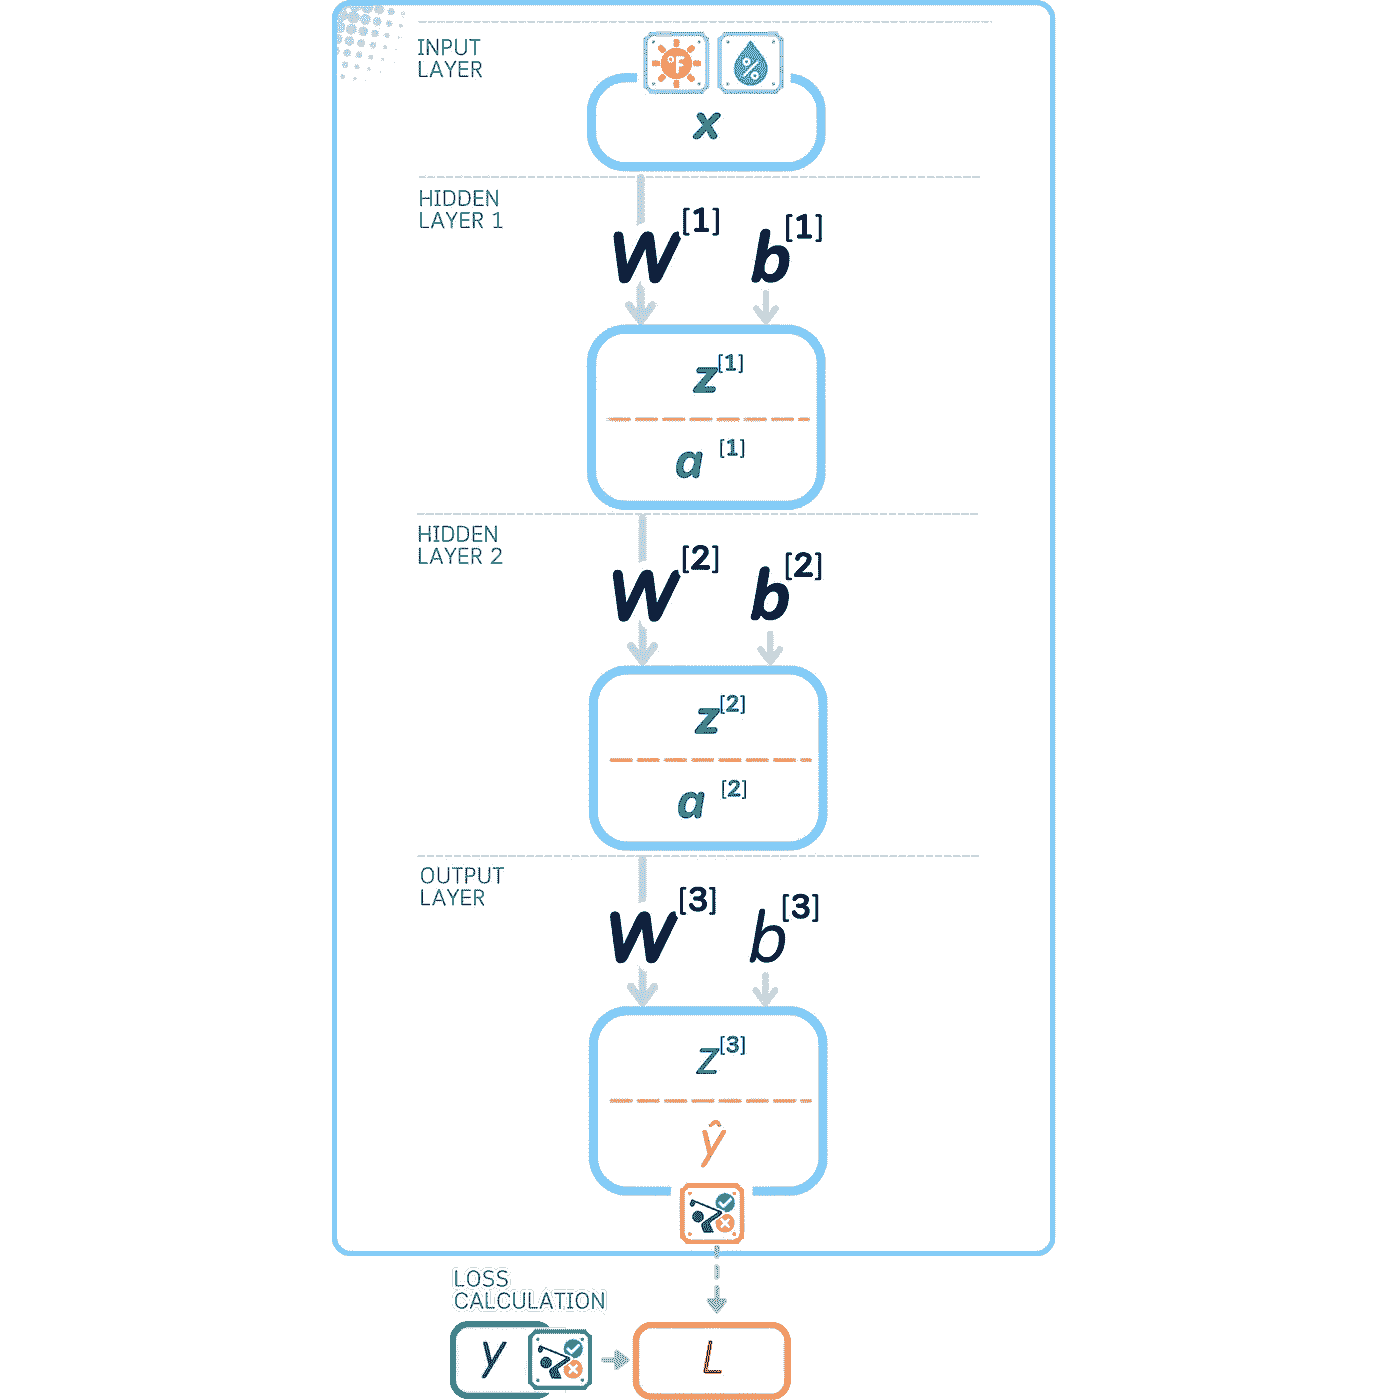 INPUT
LAYER
°F
%
x
HIDDEN
LAYER 1
W[1] b[1]
z[1]
a [1]
HIDDEN
LAYER 2
W[2] b[2]
z[2]
a [2]
OUTPUT
LAYER
W[3] b[3]
z[3]
ŷ
LOSS
CALCULATION
y L